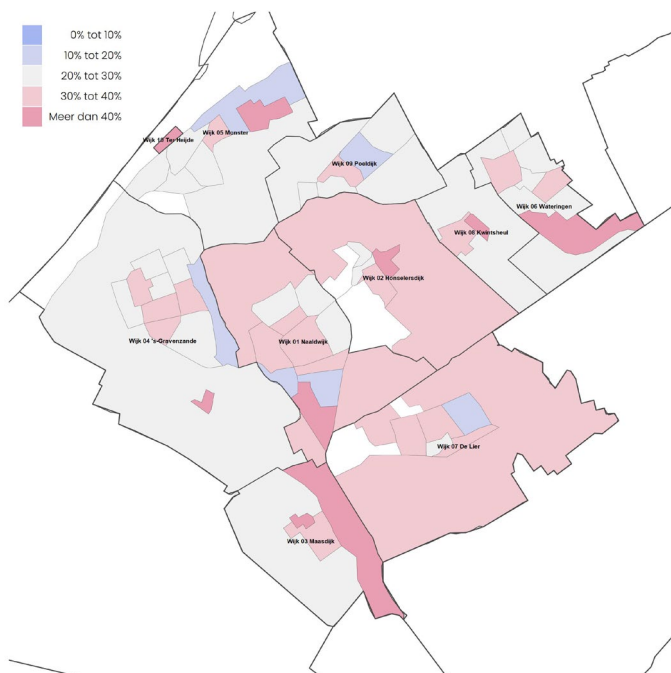 0% tot 10%
10% tot 20%
20% tot 30%
30% tot 40%
Meer dan 40%
Wijk 10 Ter Heijde
Wijk 05 Monster
Wijk 09 Poeldijk
Wijk 06 Wateringen
Wijk 08 Kwintsheul
Wijk 02 Honselersdijk
Wijk 04 's-Gravenzande
Wijk 01 Naaldwijk
Wijk 07 De Lier
Wijk 03 Maasdijk